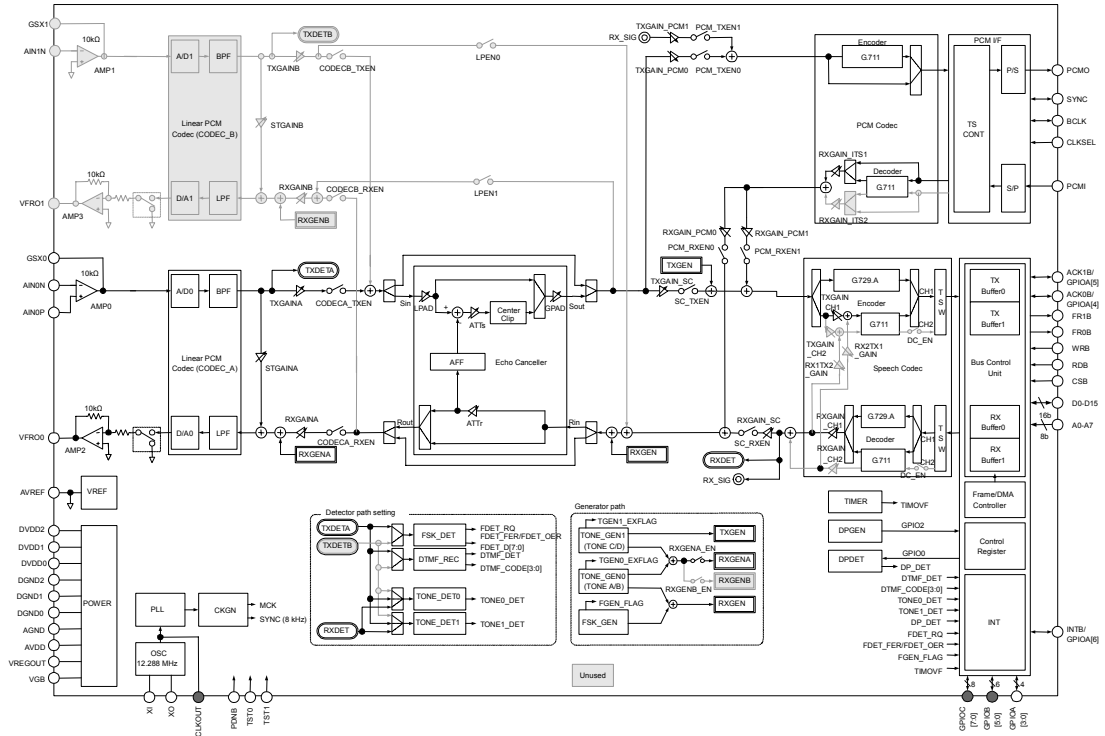 GSX1
10kΩ
AIN1N
AMP1
A/D1
BPF
Linear PCM
Codec (CODEC_B)
D/A1
LPF
TXDETB
TXGAINB
CODECB_TXEN
STGAINB
LPEN0
RXGAINB
CODECB_RXEN
LPEN1
RXGENB
10kΩ
VFRO1
AMP3
TXGAIN_PCM1
PCM_TXEN1
RX_SIG
TXGAIN_PCM0
PCM_TXEN0
Encoder
G.711
PCM Codec
RXGAIN_ITS1
Decoder
G.711
RXGAIN_ITS2
PCM I/F
P/S
TS
CONT
S/P
PCMO
SYNC
BCLK
CLKSEL
PCMI
RXGAIN_PCM0
RXGAIN_PCM1
PCM_RXEN0
PCM_RXEN1
GSX0
10kΩ
AIN0N
AIN0P
AMP0
A/D0
BPF
Linear PCM
Codec (CODEC_A)
D/A0
LPF
TXDETA
TXGAINA
CODECA_TXEN
STGAINA
RXGAINA
CODECA_RXEN
RXGENA
10kΩ
VFRO0
AMP2
Sin
LPAD
+
-
ATTs
Center
Clip
GPAD
Sout
AFF
Echo Canceller
Rout
ATTr
Rin
RXGEN
TXGEN
TXGAIN_SC
SC_TXEN
RXGAIN_SC
SC_RXEN
RXDET
RX_SIG
G.729.A
TXGAIN
_CH1
Encoder
G.711
CH1
CH2
DC_EN
T
S
W
TXGAIN
_CH2
RX2TX1
_GAIN
RX1TX2
_GAIN
Speech Codec
RXGAIN
_CH1
G.729.A
Decoder
RXGAIN
_CH2
G.711
CH1
CH2
DC_EN
T
S
W
TX
Buffer0
TX
Buffer1
Bus Control
Unit
RX
Buffer0
RX
Buffer1
Frame/DMA
Controller
Control
Register
INT
ACK1B/
GPIOA[5]
ACK0B/
GPIOA[4]
FR1B
FR0B
WRB
RDB
CSB
D0-D15
16b
A0-A7
8b
INTB/
GPIOA[6]
TIMER
TIMOVF
DPGEN
GPIO2
DPDET
GPIO0
DP_DET
DTMF_DET
DTMF_CODE[3:0]
TONE0_DET
TONE1_DET
DP_DET
FDET_RQ
FDET_FER/FDET_OER
FGEN_FLAG
TIMOVF
8
6
4
GPIOC
[7:0]
GPIOB
[5:0]
GPIOA
[3:0]
AVREF
VREF
DVDD2
DVDD1
DVDD0
DGND2
DGND1
DGND0
AGND
AVDD
VREGOUT
VGB
POWER
PLL
CKGN
MCK
SYNC (8 kHz)
OSC
12.288 MHz
XI
XO
CLKOUT
PDNB
TST0
TST1
Detector path setting
TXDETA
TXDETB
RXDET
FSK_DET
FDET_RQ
FDET_FER/FDET_OER
FDET_D[7:0]
DTMF_REC
DTMF_DET
DTMF_CODE[3:0]
TONE_DET0
TONE0_DET
TONE_DET1
TONE1_DET
Generator path
TGEN1_EXFLAG
TONE_GEN1
(TONE C/D)
TXGEN
TGEN0_EXFLAG
RXGENA_EN
RXGENA
TONE_GEN0
(TONE A/B)
RXGENB_EN
RXGENB
FGEN_FLAG
FSK_GEN
RXGEN
Unused